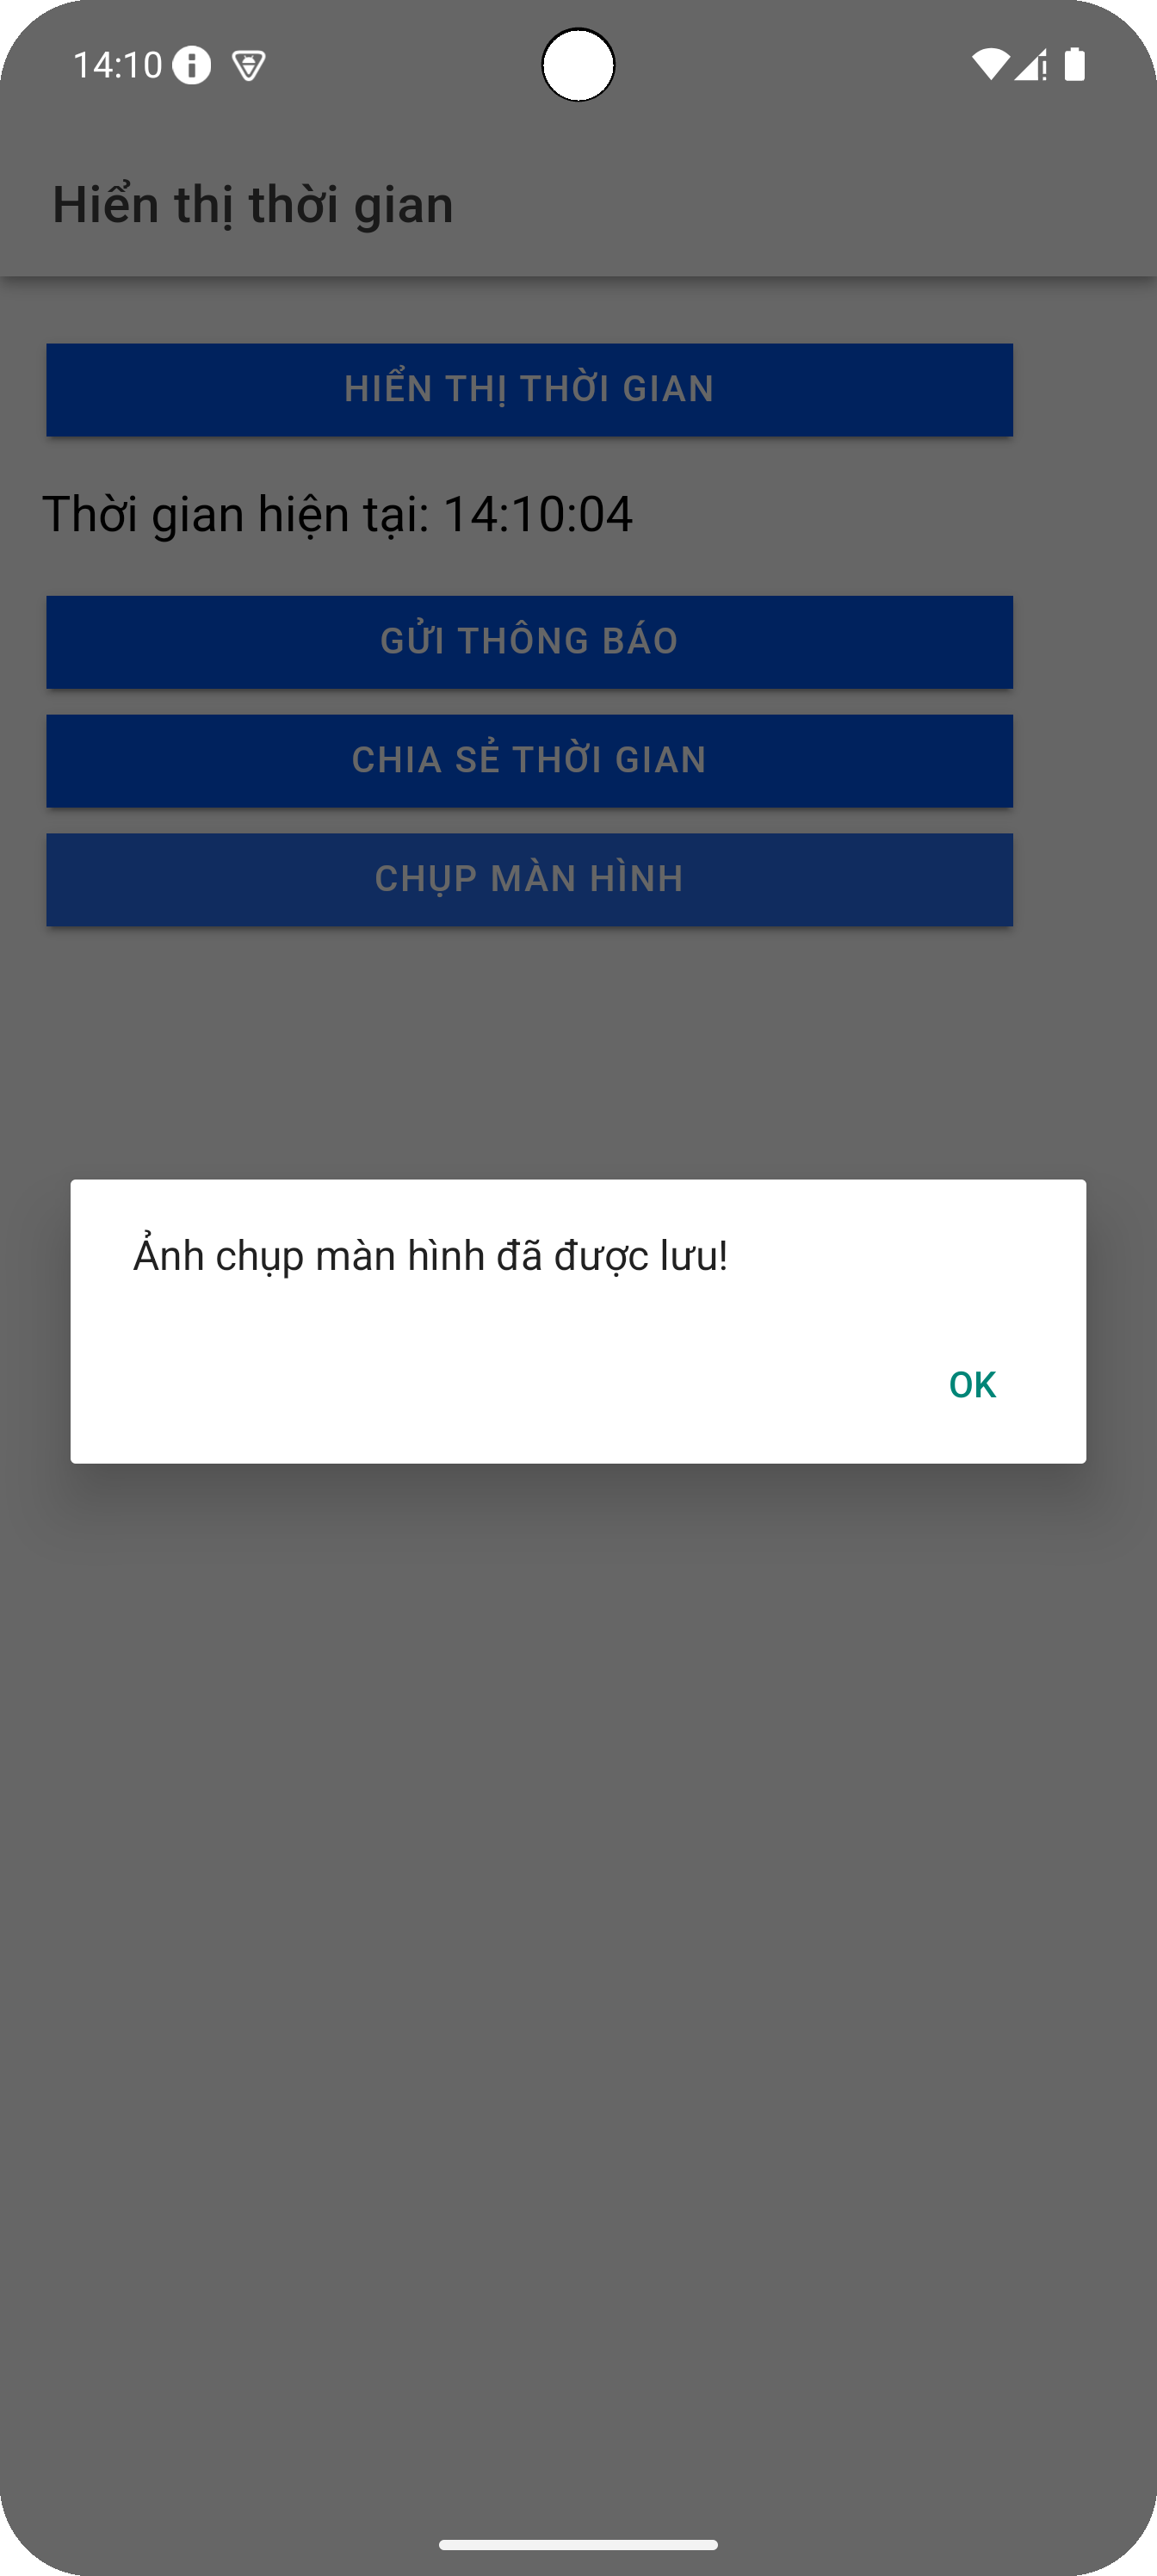 14:10
Hiển thị thời gian
HIỂN THỊ THỜI GIAN
Thời gian hiện tại: 14:10:04
GỬI THÔNG BÁO
CHIA SẺ THỜI GIAN
CHỤP MÀN HÌNH
Ảnh chụp màn hình đã được lưu!
OK